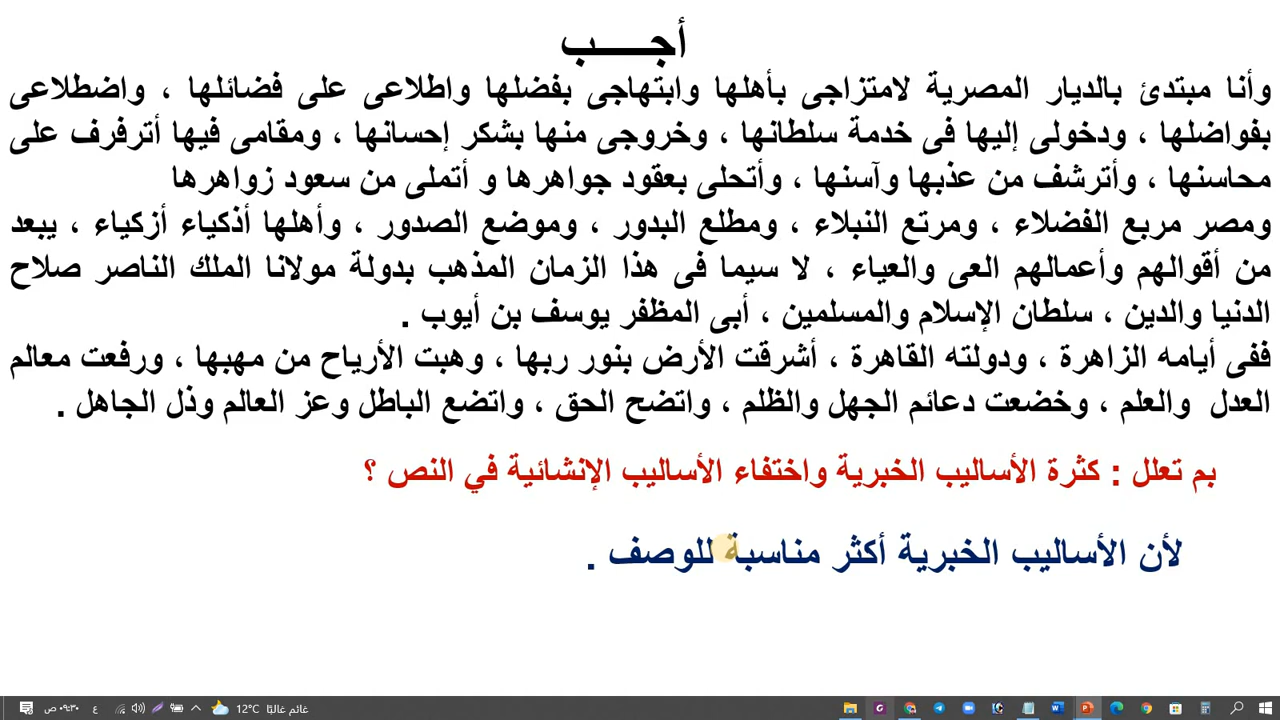 أجـــــب
وأنا مبتدئ بالديار المصرية لامتزاجى بأهلها وابتهاجى بفضلها واطلاعى على فضائلها ، واضطلاعى
بفواضلها ، ودخولى إليها فى خدمة سلطانها ، وخروجى منها بشكر إحسانها ، ومقامى فيها أترفرف على
محاسنها ، وأترشف من عذبها وآسنها ، وأتحلى بعقود جواهرها و أتملى من سعود زواهرها
ومصر مربع الفضلاء ، ومرتع النبلاء ، ومطلع البدور ، وموضع الصدور ، وأهلها أذكياء أزكياء ، يبعد
من أقوالهم وأعمالهم العى والعياء ، لا سيما فى هذا الزمان المذهب بدولة مولانا الملك الناصر صلاح
الدنيا والدين ، سلطان الإسلام والمسلمين ، أبى المظفر يوسف بن أيوب .
ففى أيامه الزاهرة ، ودولته القاهرة ، أشرقت الأرض بنور ربها ، وهبت الأرياح من مهبها ، ورفعت معالم
العدل والعلم ، وخضعت دعائم الجهل والظلم ، واتضح الحق ، واتضع الباطل وعز العالم وذل الجاهل .
بم تعلل : كثرة الأساليب الخبرية واختفاء الأساليب الإنشائية في النص ؟
لأن الأساليب الخبرية أكثر مناسبة للوصف .
٠٩:٣٠ ص ع 12°C غائم غالبًا